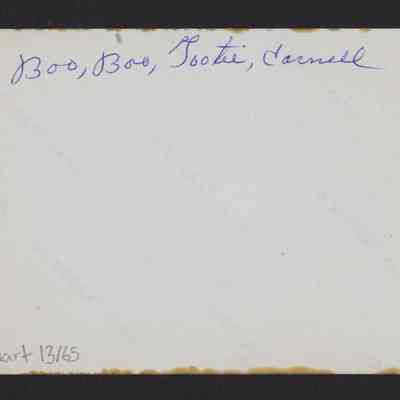 Boo, Boo, Tootie, Cornell
art 13/65